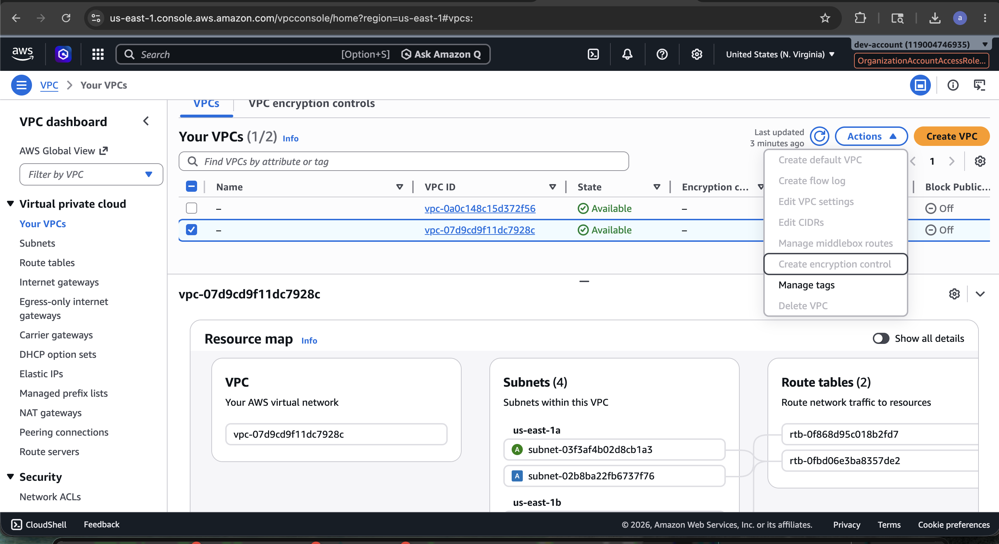 us-east-1.console.aws.amazon.com/vpcconsole/home?region=us-east-1#vpcs:
a
aws
Search
[Option+S]
Ask Amazon Q
United States (N. Virginia)
dev-account (119004746935)
OrganizationAccountAccessRole...
VPC
Your VPCs
VPC dashboard
AWS Global View
Filter by VPC
Virtual private cloud
Your VPCs
Subnets
Route tables
Internet gateways
Egress-only internet
gateways
Carrier gateways
DHCP option sets
Elastic IPs
Managed prefix lists
NAT gateways
Peering connections
Route servers
Security
Network ACLs
VPCs
VPC encryption controls
Your VPCs (1/2) Info
Last updated
3 minutes ago
Actions
Create VPC
Find VPCs by attribute or tag
1
Name
VPC ID
State
Encryption c...
Block Public...
–
vpc-0a0c148c15d372f56
Available
–
Off
–
vpc-07d9cd9f11dc7928c
Available
–
Off
Create default VPC
Create flow log
Edit VPC settings
Edit CIDRs
Manage middlebox routes
Create encryption control
Manage tags
Delete VPC
vpc-07d9cd9f11dc7928c
Resource map Info
Show all details
VPC
Your AWS virtual network
vpc-07d9cd9f11dc7928c
Subnets (4)
Subnets within this VPC
us-east-1a
A subnet-03f3af4b02d8cb1a3
A subnet-02b8ba22fb6737f76
us-east-1b
Route tables (2)
Route network traffic to resources
rtb-0f868d95c018b2fd7
rtb-0fbd06e3ba8357de2
CloudShell
Feedback
© 2026, Amazon Web Services, Inc. or its affiliates.
Privacy
Terms
Cookie preferences